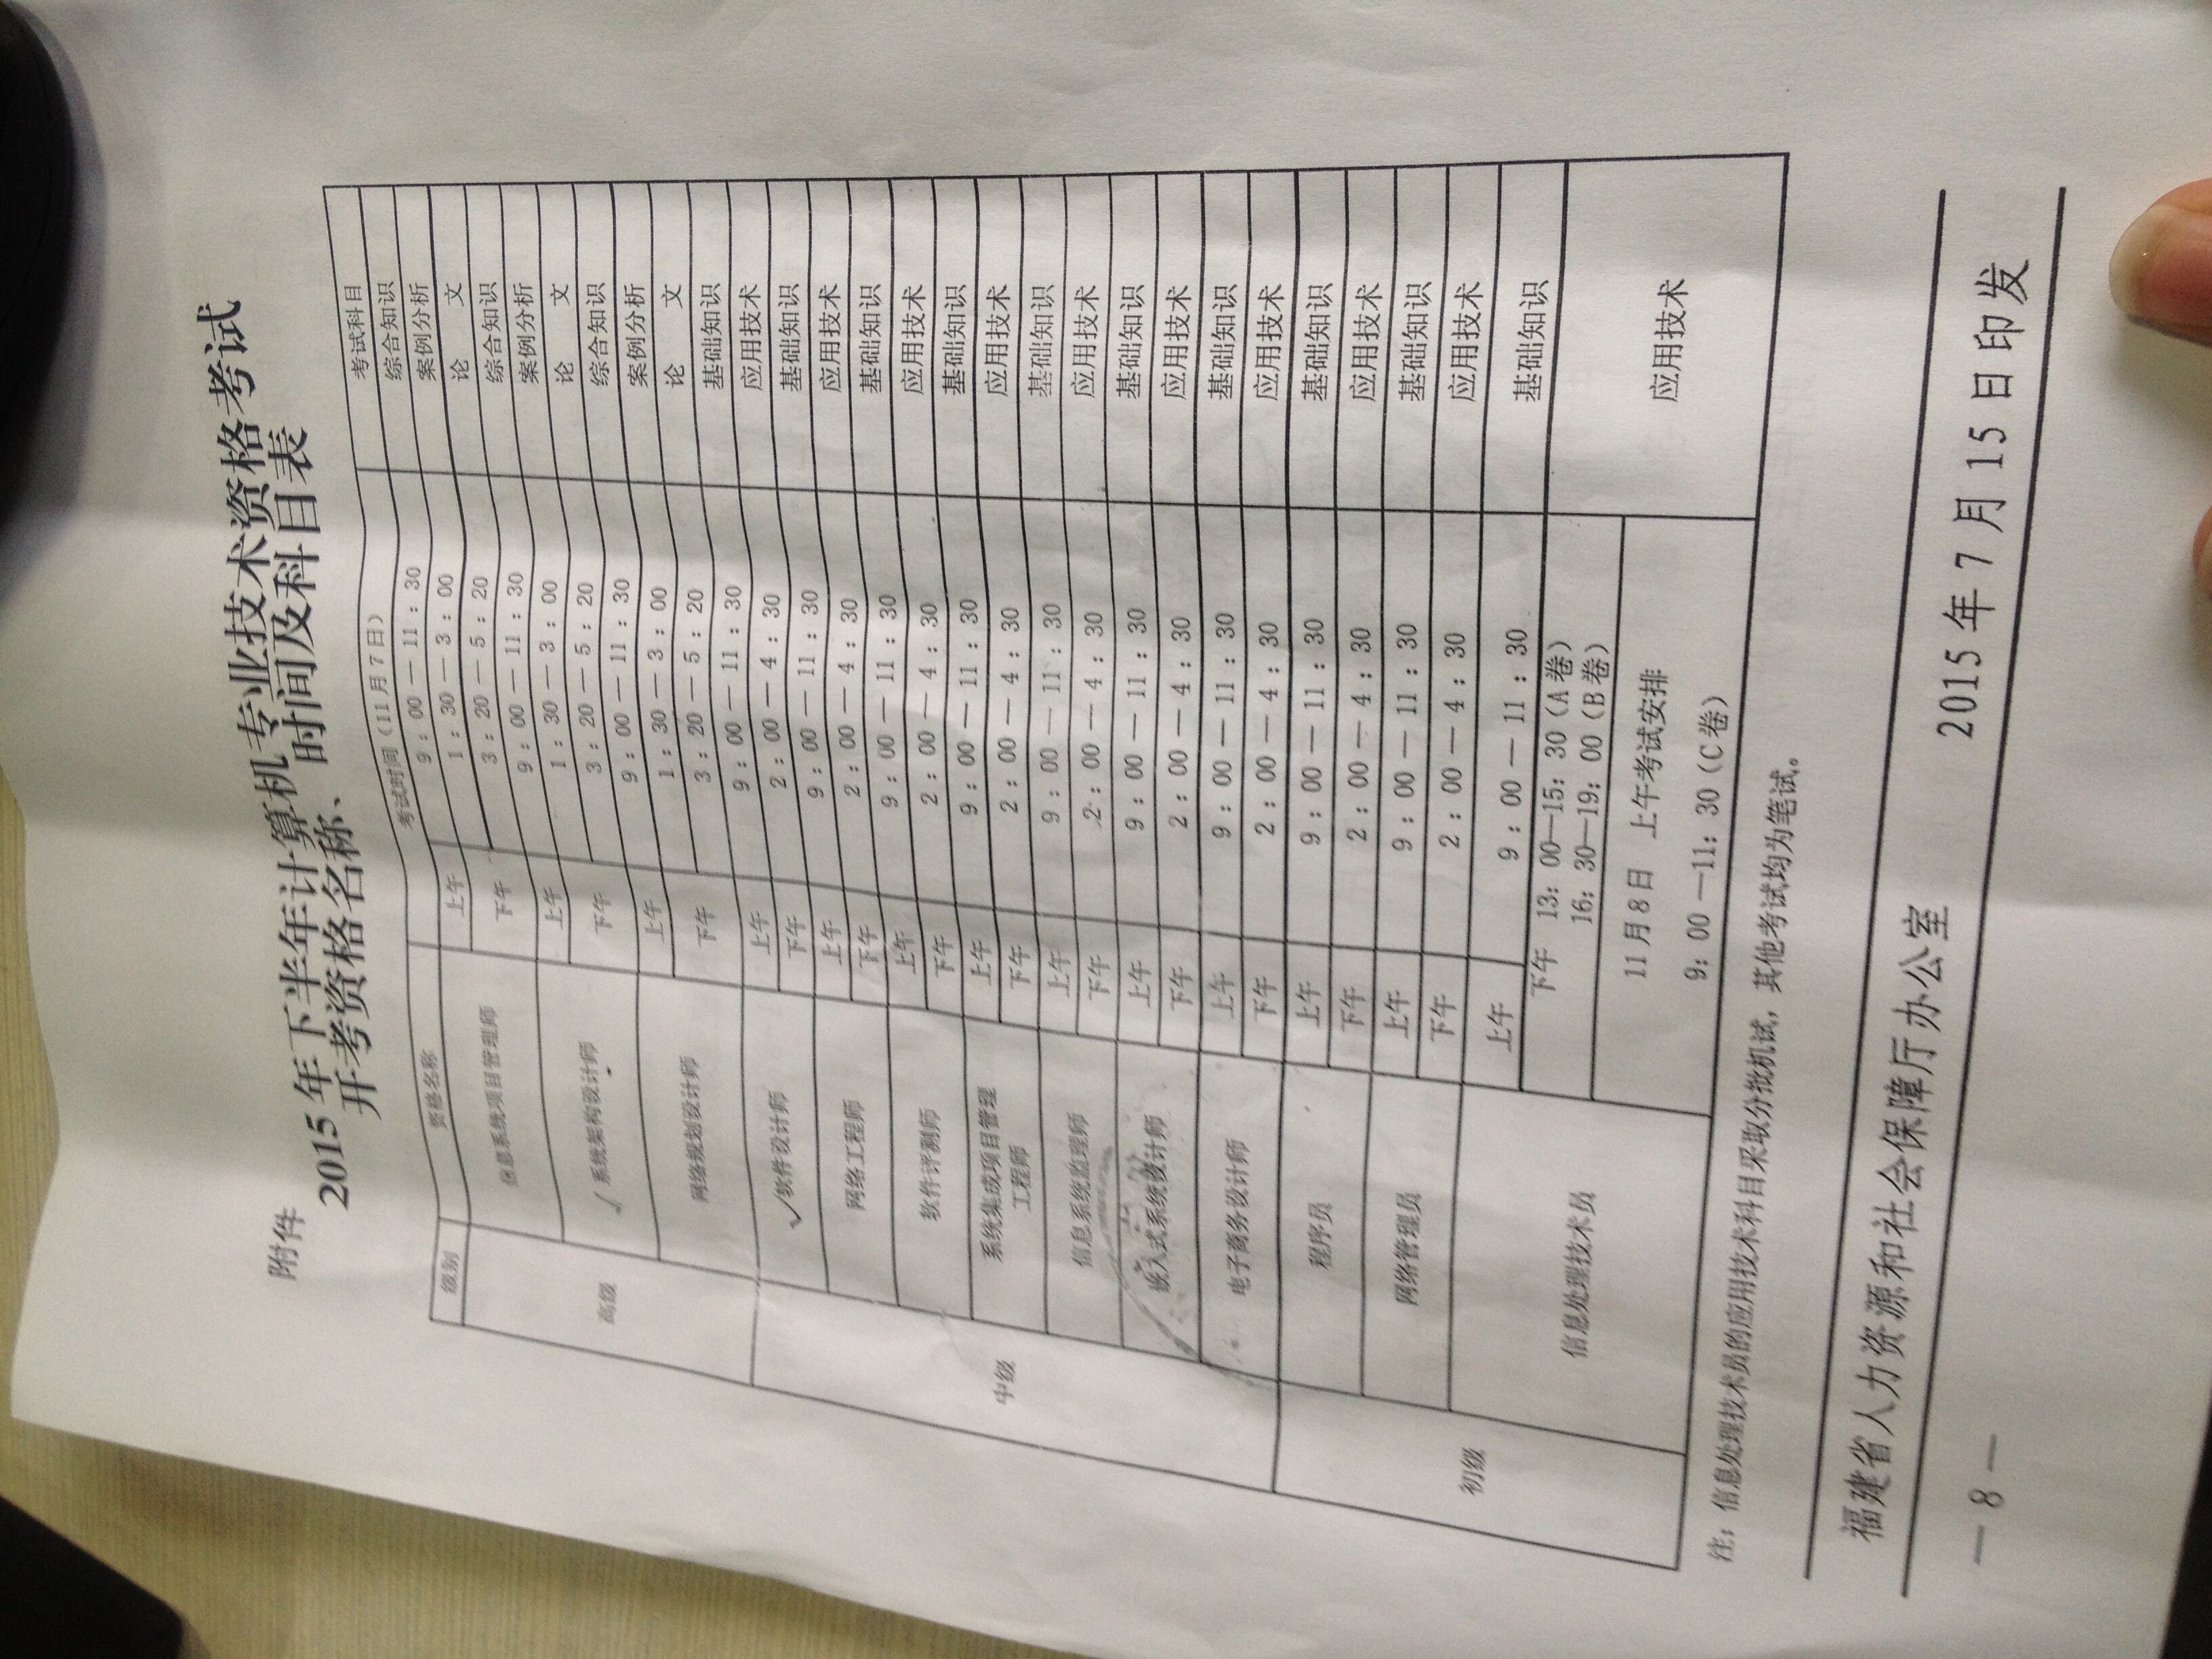 附件
2015年下半年计算机专业技术资格考试
开考资格名称、时间及科目表
级别 资格名称 考试时间（11月7日） 考试科目
高级 信息系统项目管理师 上午 9：00—11：30 综合知识
下午 1：30—3：00 案例分析
3：20—5：20 论 文
系统架构设计师 上午 9：00—11：30 综合知识
下午 1：30—3：00 案例分析
3：20—5：20 论 文
网络规划设计师 上午 9：00—11：30 综合知识
下午 1：30—3：00 案例分析
3：20—5：20 论 文
中级 软件设计师 上午 9：00—11：30 基础知识
下午 2：00—4：30 应用技术
网络工程师 上午 9：00—11：30 基础知识
下午 2：00—4：30 应用技术
软件评测师 上午 9：00—11：30 基础知识
下午 2：00—4：30 应用技术
系统集成项目管理 上午 9：00—11：30 基础知识
工程师 下午 2：00—4：30 应用技术
信息系统监理师 上午 9：00—11：30 基础知识
下午 2：00—4：30 应用技术
嵌入式系统设计师 上午 9：00—11：30 基础知识
下午 2：00—4：30 应用技术
电子商务设计师 上午 9：00—11：30 基础知识
下午 2：00—4：30 应用技术
初级 程序员 上午 9：00—11：30 基础知识
下午 2：00—4：30 应用技术
网络管理员 上午 9：00—11：30 基础知识
下午 2：00—4：30 应用技术
信息处理技术员 上午 9：00—11：30 基础知识
下午 13：00—15：30（A卷） 应用技术
16：30—19：00（B卷）
11月8日 上午考试安排
9：00—11：30（C卷）
注：信息处理技术员的应用技术科目采取分批机试，其他考试均为笔试。
福建省人力资源和社会保障厅办公室 2015年7月15日印发
— 8 —